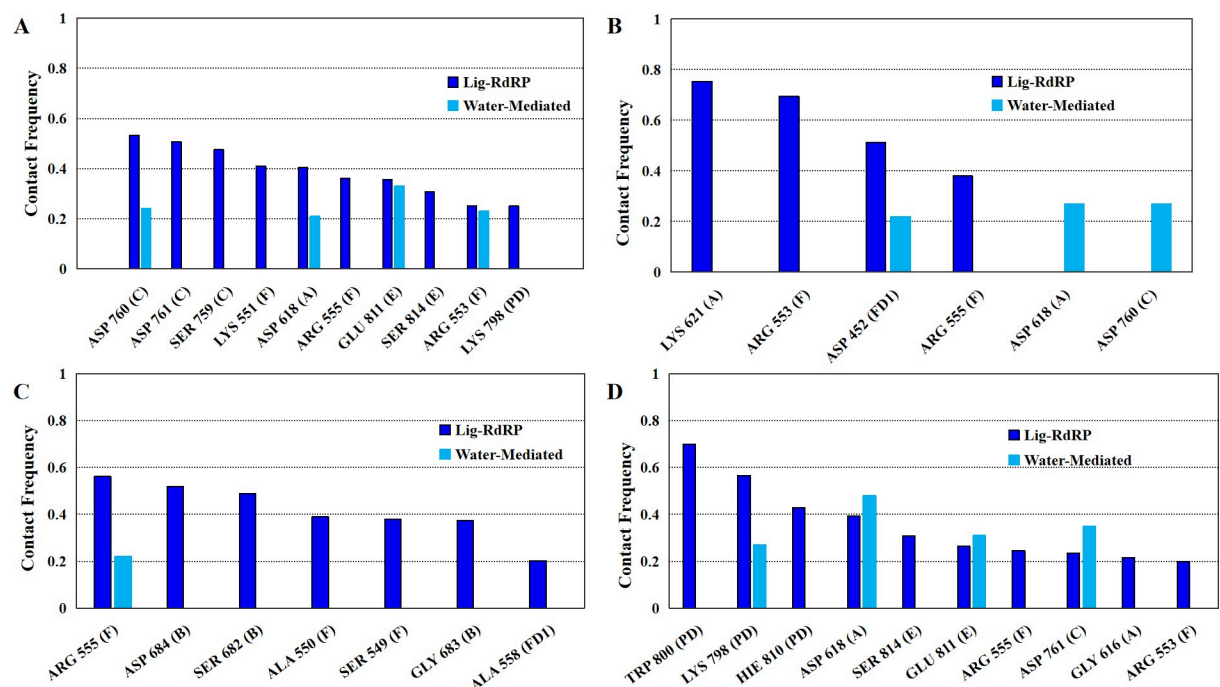 A
Contact Frequency
1
0.8
0.6
0.4
0.2
0
Lig-RdRP
Water-Mediated
ASP 760 (C)
ASP 761 (C)
SER 759 (C)
LYS 551 (F)
ASP 618 (A)
ARG 555 (F)
GLU 811 (E)
SER 814 (E)
ARG 553 (F)
LYS 798 (PD)
B
Contact Frequency
1
0.8
0.6
0.4
0.2
0
Lig-RdRP
Water-Mediated
LYS 621 (A)
ARG 553 (F)
ASP 452 (FD1)
ARG 555 (F)
ASP 618 (A)
ASP 760 (C)
C
Contact Frequency
1
0.8
0.6
0.4
0.2
0
Lig-RdRP
Water-Mediated
ARG 555 (F)
ASP 684 (B)
SER 682 (B)
ALA 550 (F)
SER 549 (F)
GLY 683 (B)
ALA 558 (FD1)
D
Contact Frequency
1
0.8
0.6
0.4
0.2
0
Lig-RdRP
Water-Mediated
TRP 800 (PD)
LYS 798 (PD)
HIE 810 (PD)
ASP 618 (A)
SER 814 (E)
GLU 811 (E)
ARG 555 (F)
ASP 761 (C)
GLY 616 (A)
ARG 553 (F)